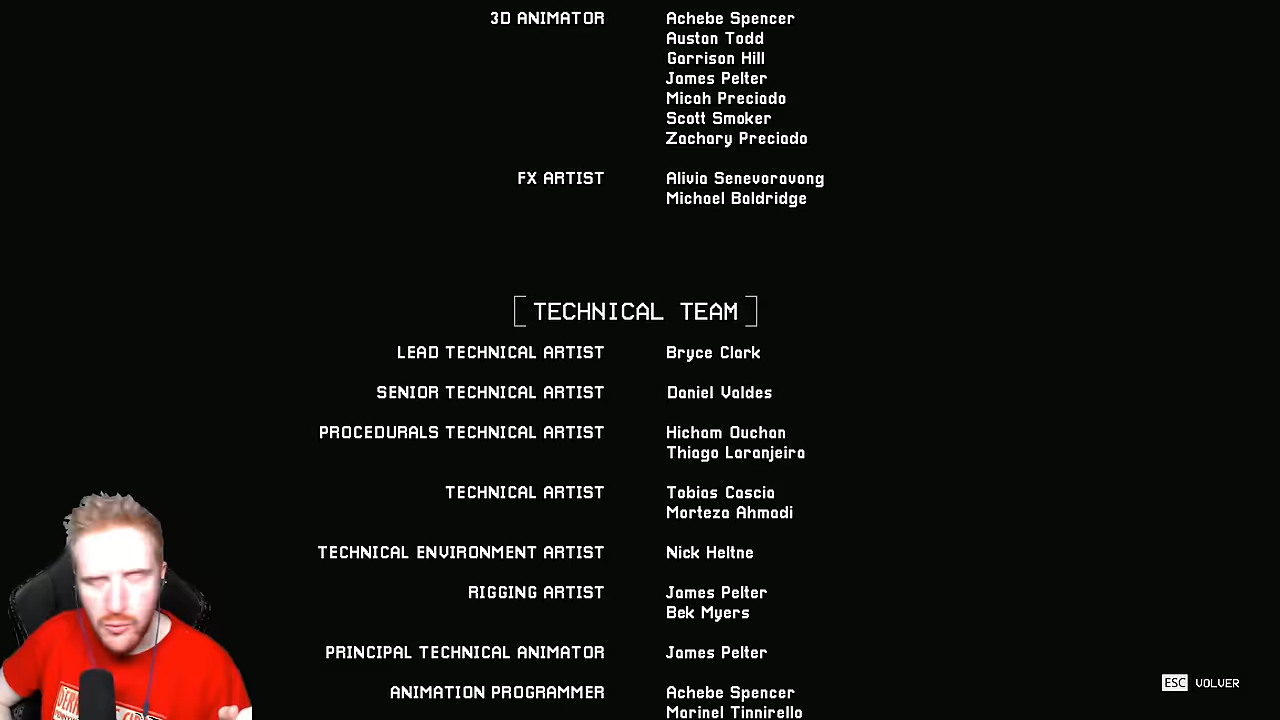 3D ANIMATOR Achebe Spencer
Austan Todd
Garrison Hill
James Pelter
Micah Preciado
Scott Smoker
Zachary Preciado
FX ARTIST Alivia Senevoravong
Michael Baldridge
TECHNICAL TEAM
LEAD TECHNICAL ARTIST Bryce Clark
SENIOR TECHNICAL ARTIST Daniel Valdes
PROCEDURALS TECHNICAL ARTIST Hicham Ouchan
Thiago Laranjeira
TECHNICAL ARTIST Tobias Cascia
Morteza Ahmadi
TECHNICAL ENVIRONMENT ARTIST Nick Heltne
RIGGING ARTIST James Pelter
Bek Myers
PRINCIPAL TECHNICAL ANIMATOR James Pelter
ESC VOLVER
ANIMATION PROGRAMMER Achebe Spencer
Marinel Tinnirello